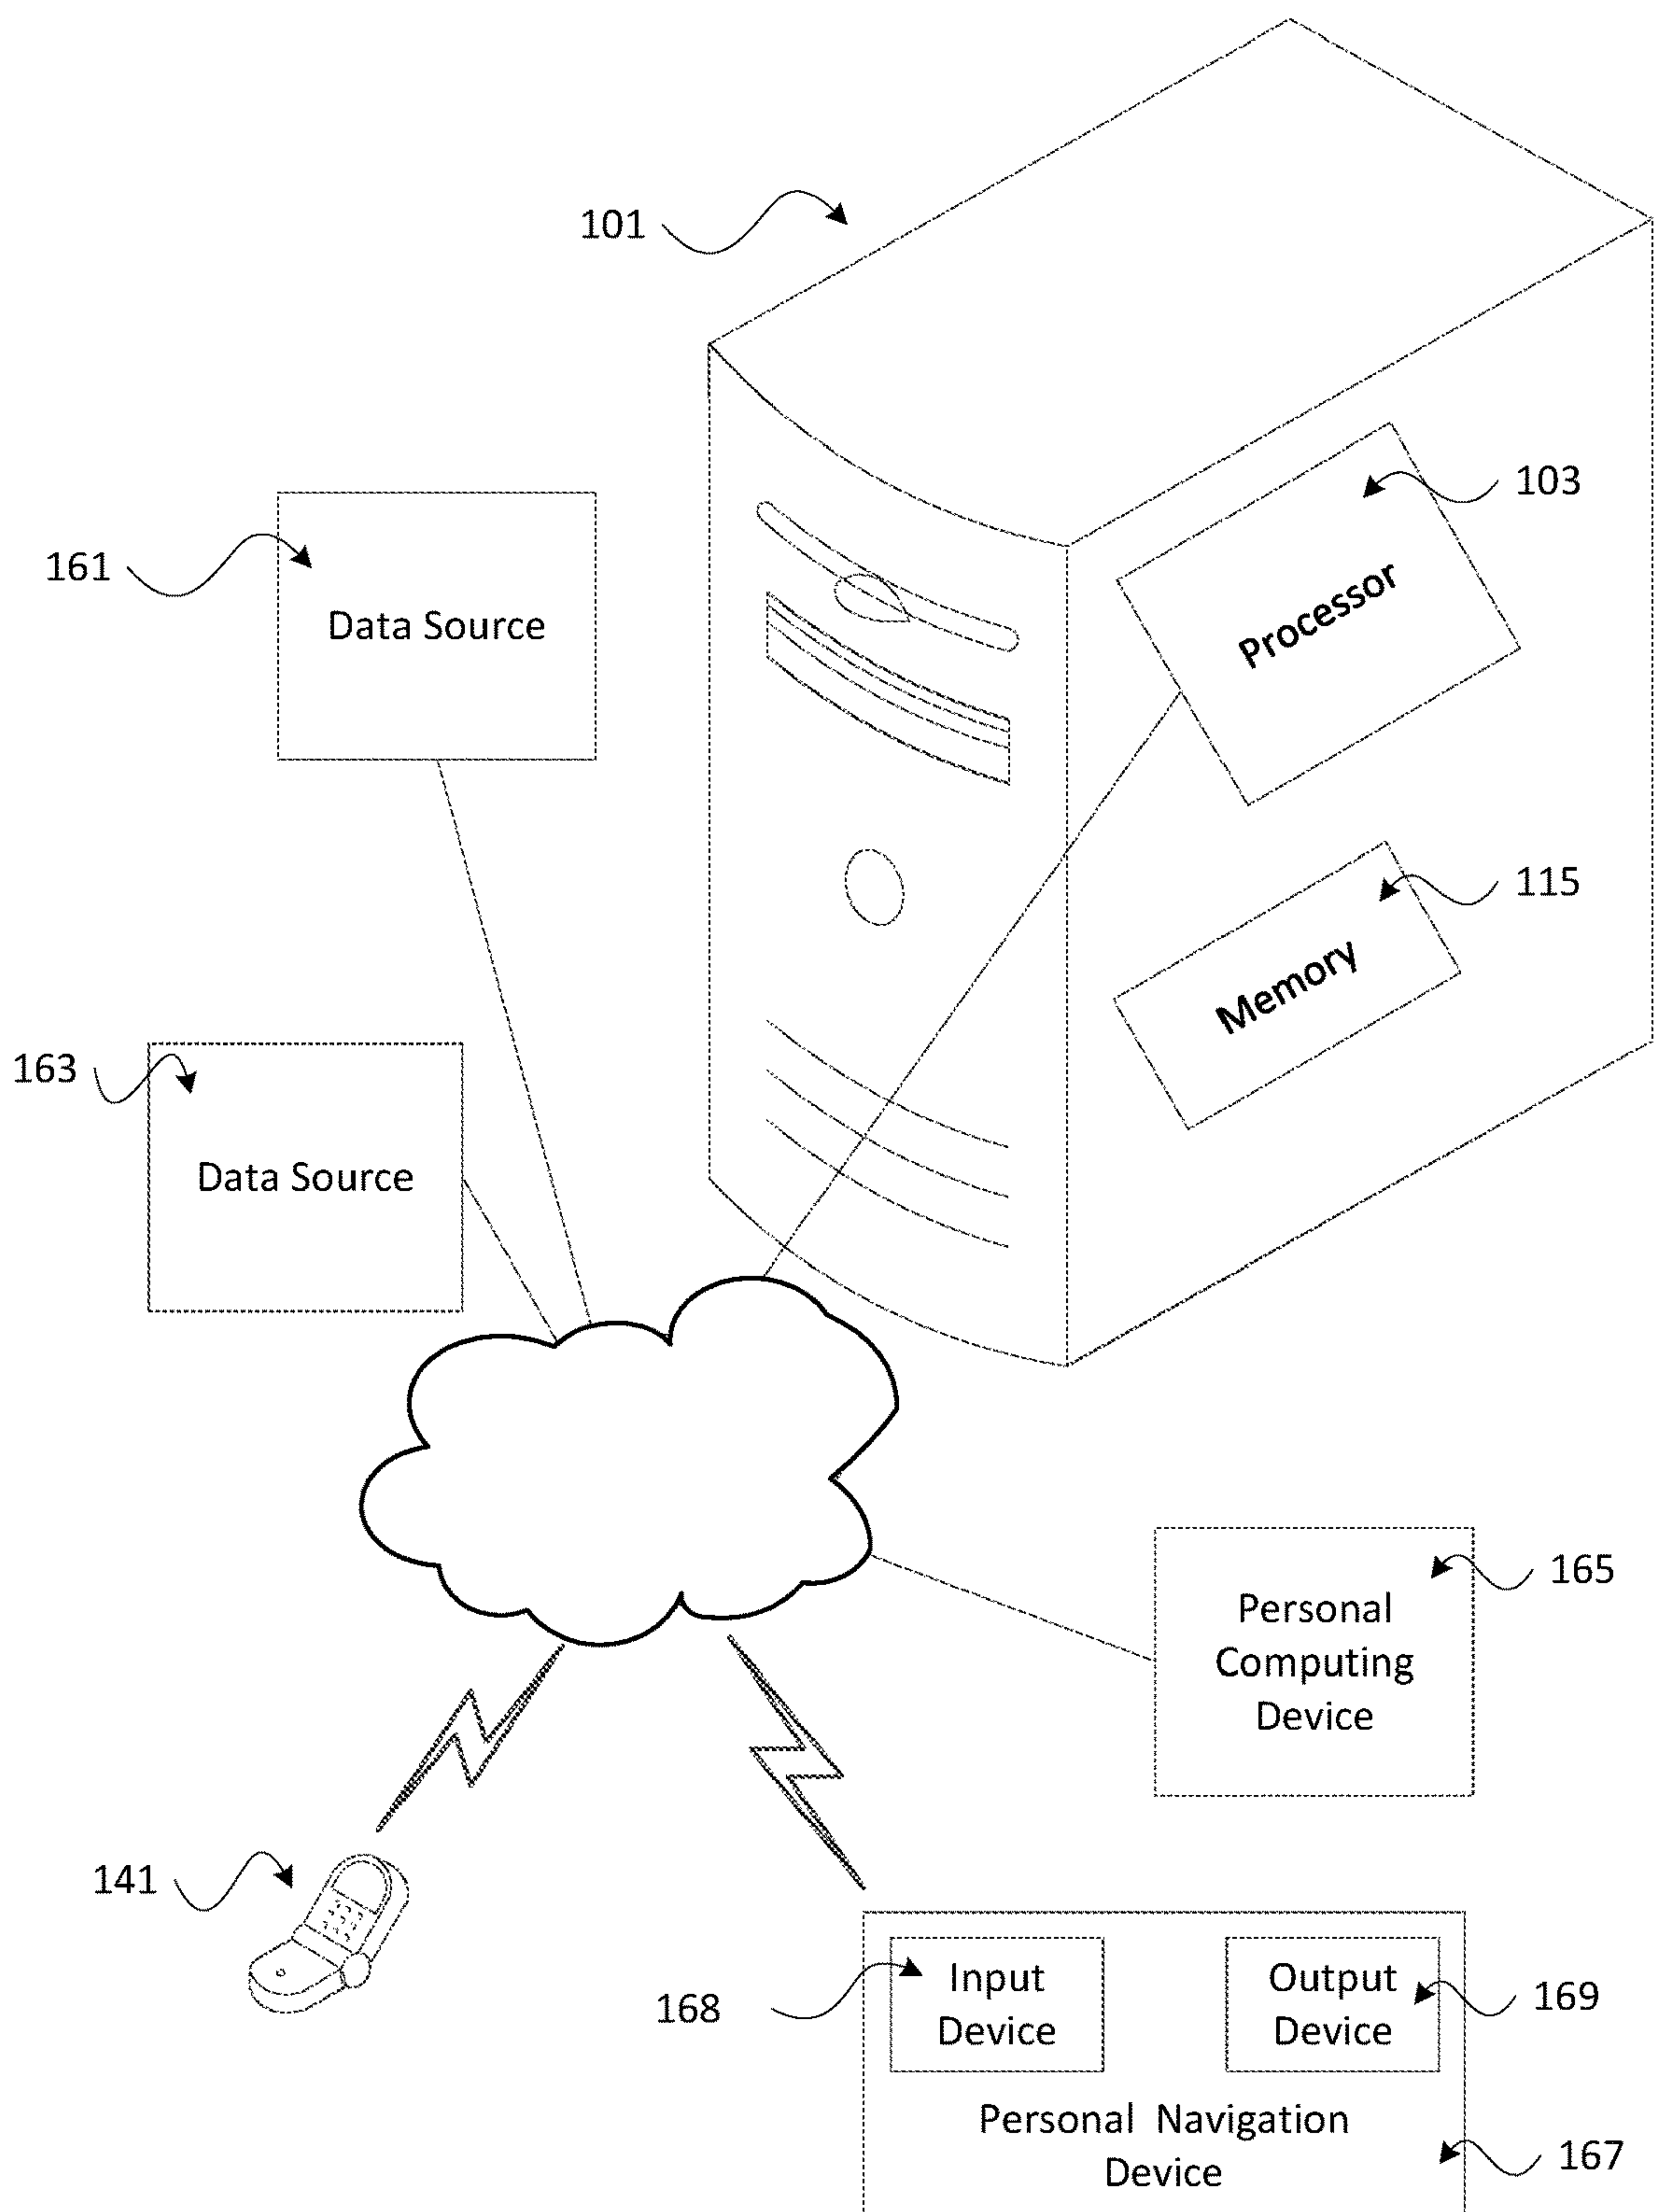 101
103
Processor
161
Data Source
115
Memory
163
Data Source
165
Personal
Computing
Device
141
168
Input
Device
Output
Device
169
Personal Navigation
Device
167